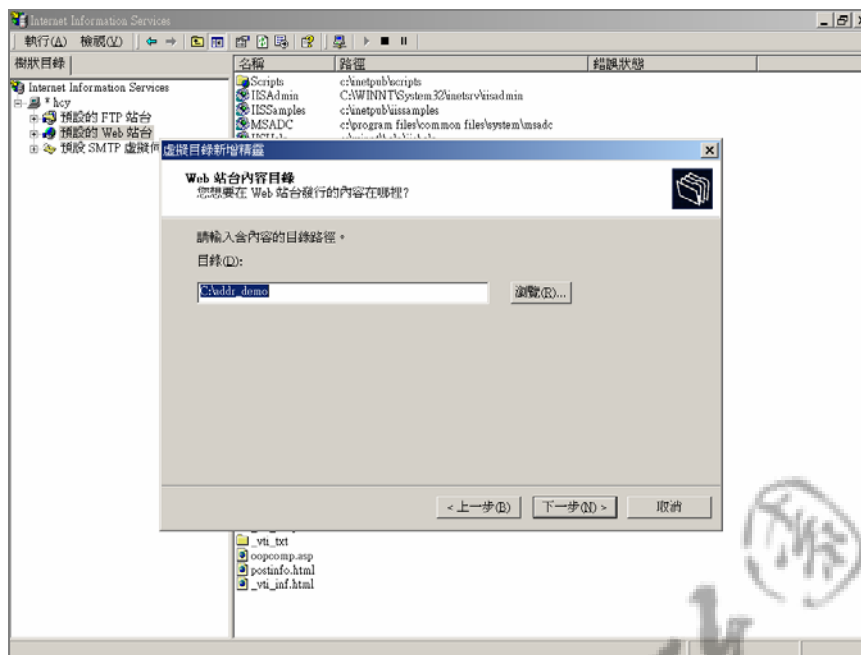 Internet Information Services
執行(A) 檢視(V)
樹狀目錄
名稱 路徑 錯誤狀態
Internet Information Services
* hcy
預設的 FTP 站台
預設的 Web 站台
預設 SMTP 虛擬伺
Scripts c:\inetpub\scripts
IISAdmin C:\WINNT\System32\inetsrv\iisadmin
IISSamples c:\inetpub\iissamples
MSADC c:\program files\common files\system\msadc
虛擬目錄新增精靈
Web 站台內容目錄
您想要在 Web 站台發行的內容在哪裡?
請輸入含內容的目錄路徑。
目錄(D):
C:\addr_demo
瀏覽(R)...
< 上一步(B) 下一步(N) > 取消
_vti_txt
oopcomp.asp
postinfo.html
_vti_inf.html